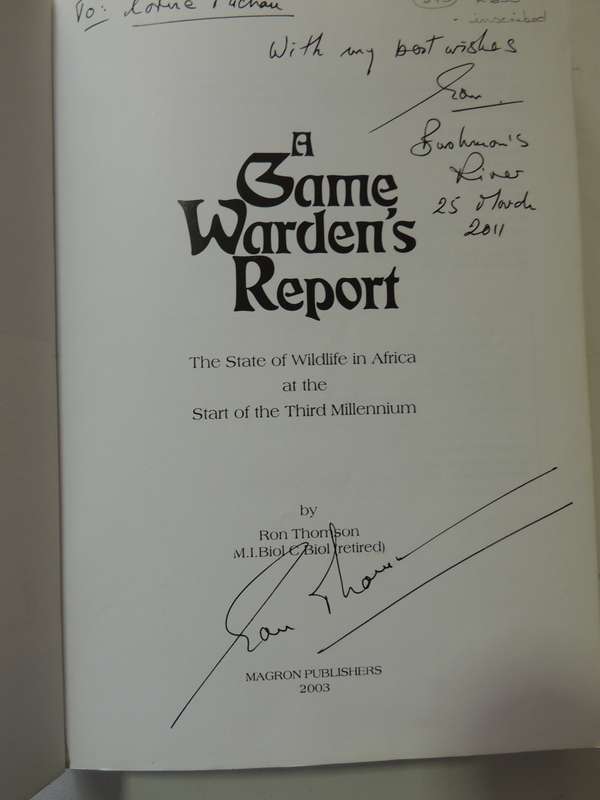 To:
- inscribed
With my best wishes
Ron
Bushman's
River
25 March
2011
A
Game
Warden's
Report
The State of Wildlife in Africa
at the
Start of the Third Millennium
by
Ron Thomson
M.I.Biol C Biol (retired)
Ron Thomson
MAGRON PUBLISHERS
2003